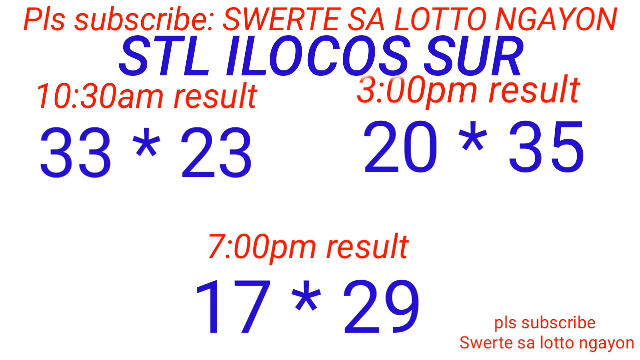 Pls subscribe: SWERTE SA LOTTO NGAYON
STL ILOCOS SUR
10:30am result
33 * 23
3:00pm result
20 * 35
7:00pm result
17 * 29
pls subscribe
Swerte sa lotto ngayon